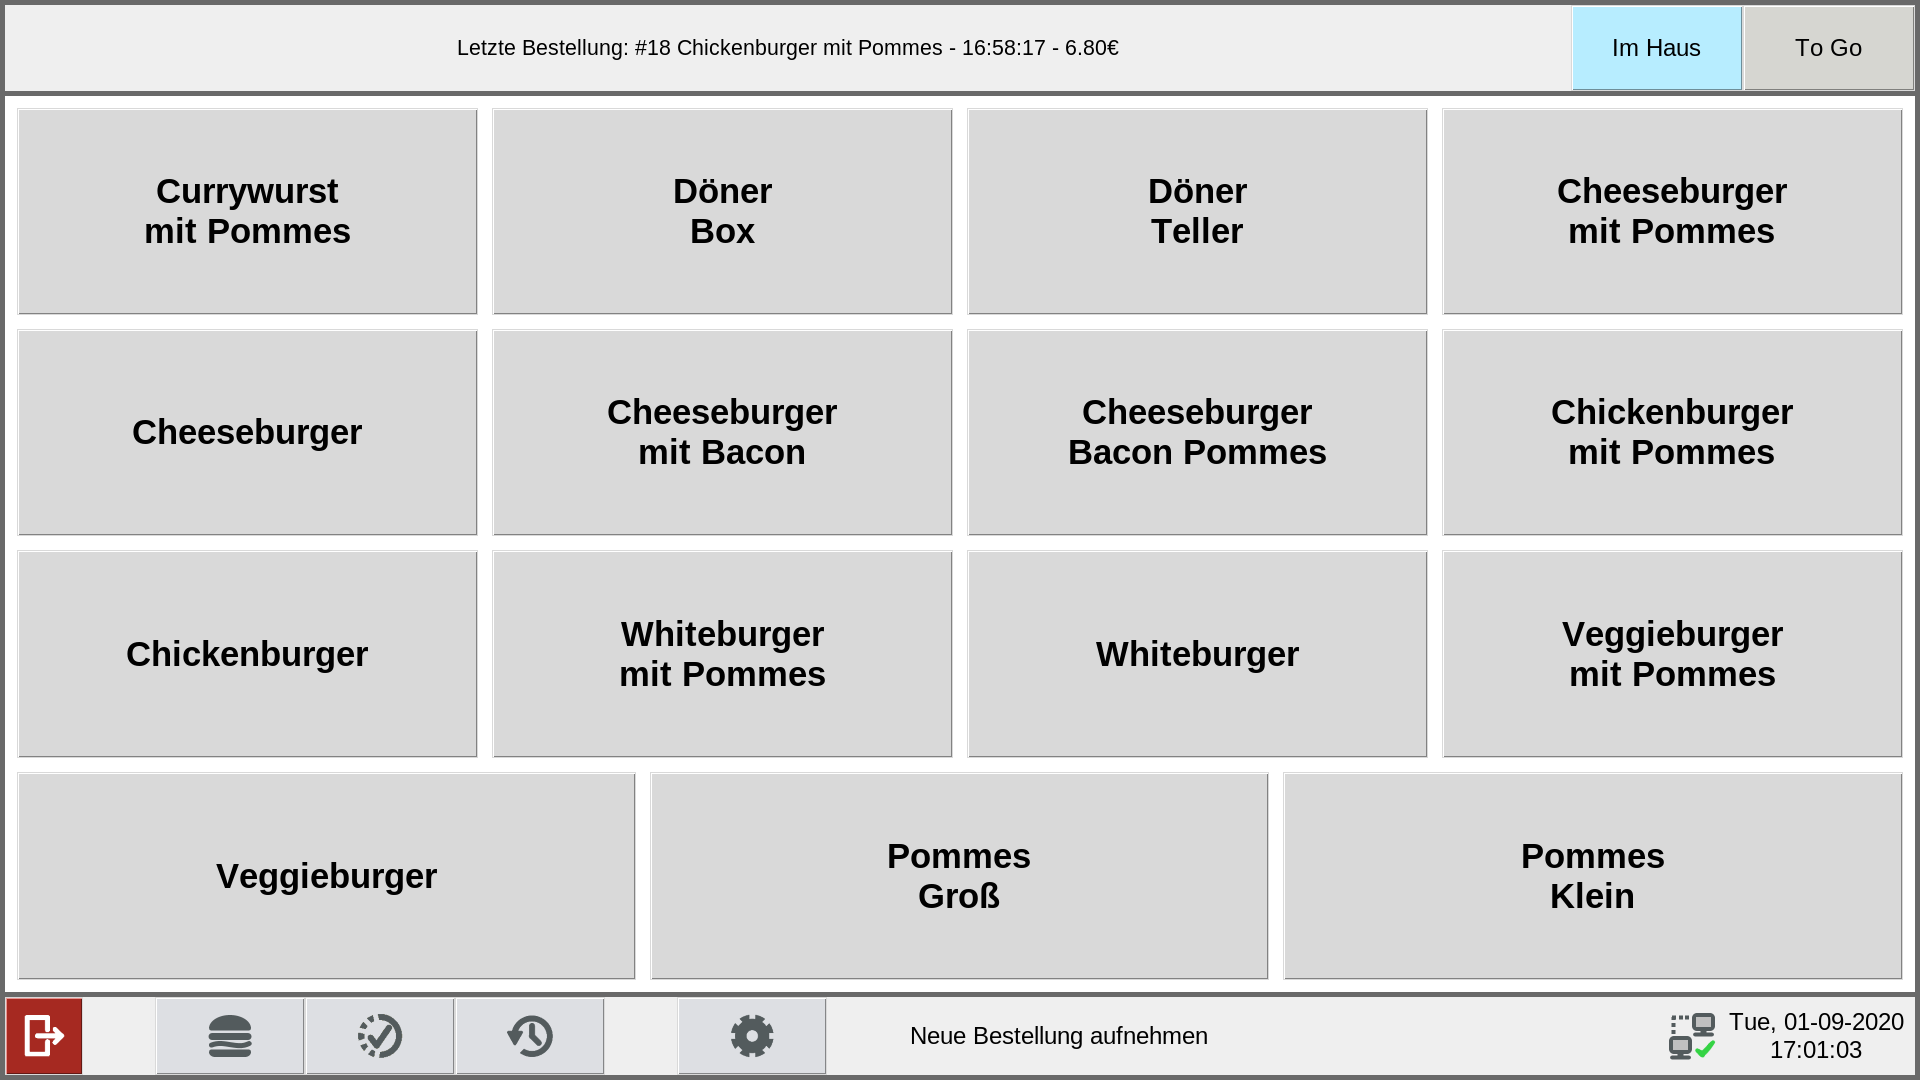 Letzte Bestellung: #18 Chickenburger mit Pommes - 16:58:17 - 6.80€
Im Haus
To Go
Currywurst
mit Pommes
Döner
Box
Döner
Teller
Cheeseburger
mit Pommes
Cheeseburger
Cheeseburger
mit Bacon
Cheeseburger
Bacon Pommes
Chickenburger
mit Pommes
Chickenburger
Whiteburger
mit Pommes
Whiteburger
Veggieburger
mit Pommes
Veggieburger
Pommes
Groß
Pommes
Klein
Neue Bestellung aufnehmen
Tue, 01-09-2020
17:01:03